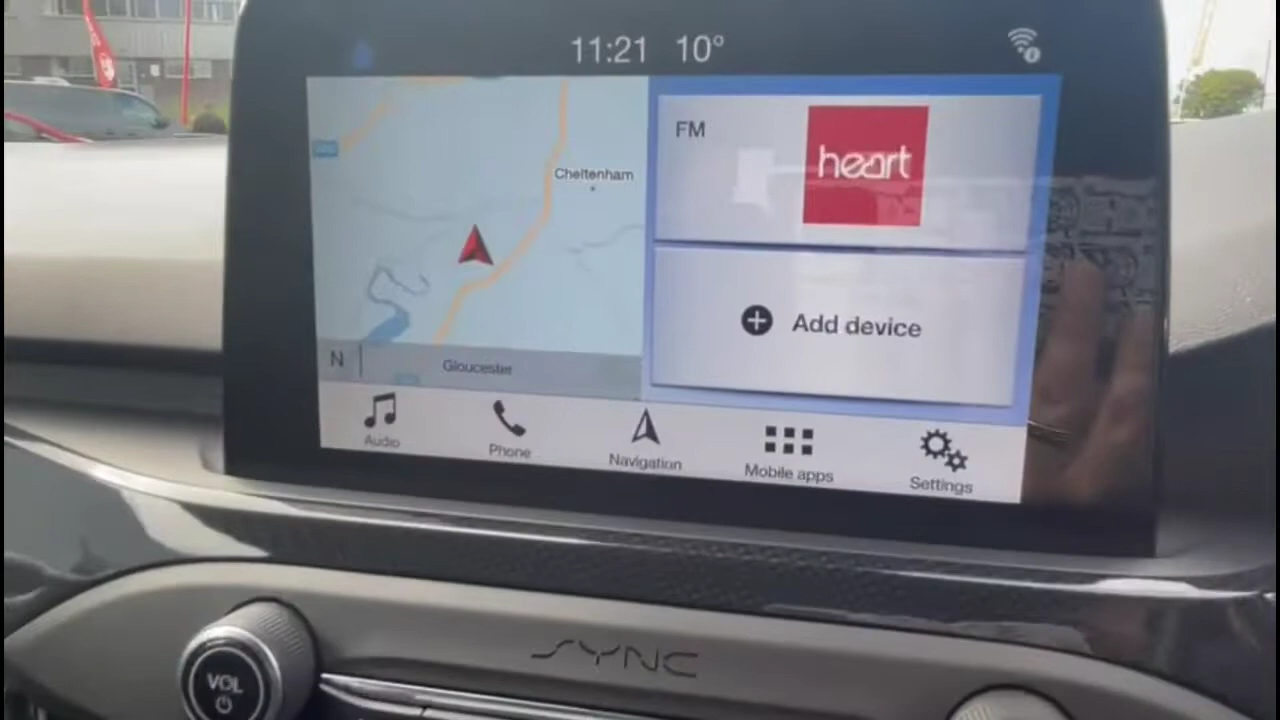 11:21 10°
FM
heart
Cheltenham
Add device
N
Gloucester
Audio
Phone
Navigation
Mobile apps
Settings
SYNC
VOL